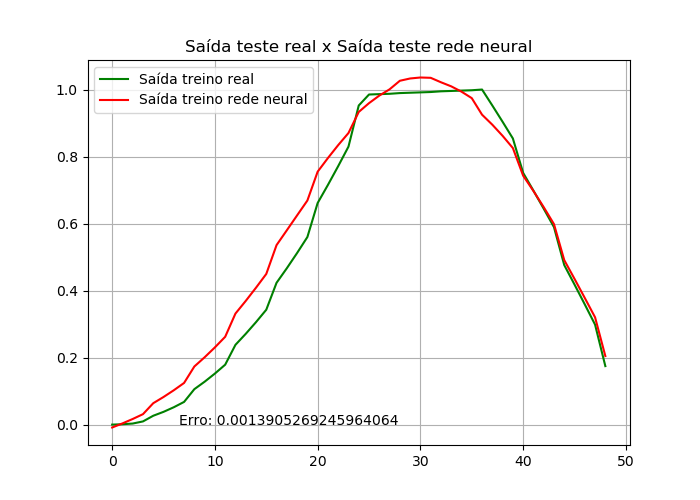 Saída teste real x Saída teste rede neural
Saída treino real
Saída treino rede neural
1.0
0.8
0.6
0.4
0.2
0.0
Erro: 0.0013905269245964064
0 10 20 30 40 50